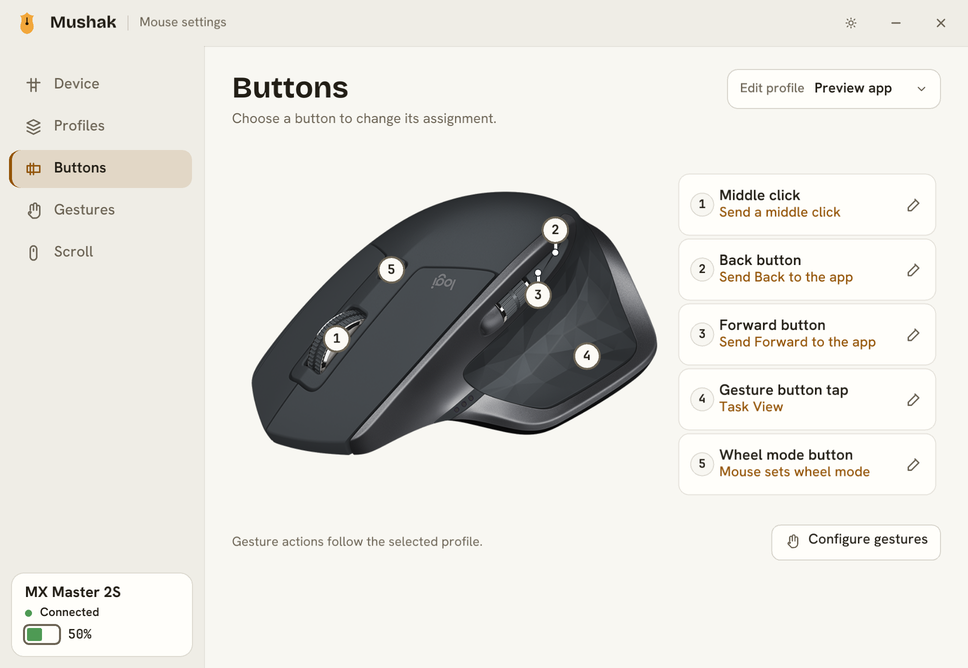 Mushak | Mouse settings
Device
Profiles
Buttons
Gestures
Scroll
MX Master 2S
Connected
50%
Buttons
Choose a button to change its assignment.
Edit profile Preview app
logi
1
2
3
4
5
1 Middle click
Send a middle click
2 Back button
Send Back to the app
3 Forward button
Send Forward to the app
4 Gesture button tap
Task View
5 Wheel mode button
Mouse sets wheel mode
Gesture actions follow the selected profile.
Configure gestures